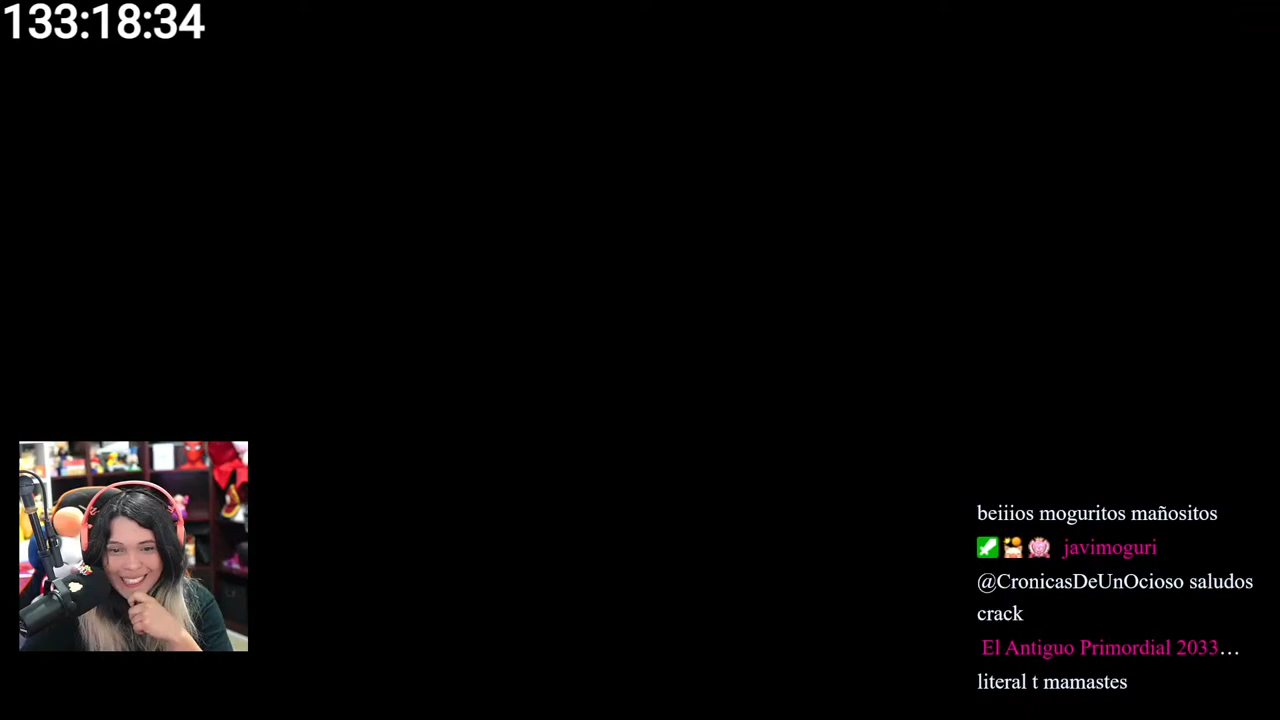 133:18:34
beiiios moguritos mañositos
javimoguri
@CronicasDeUnOcioso saludos
crack
El Antiguo Primordial 2033…
literal t mamastes